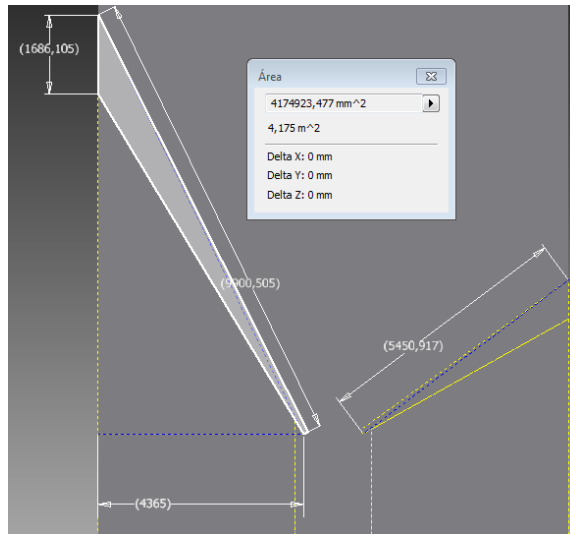 (1686,105)
Área
4174923,477 mm^2
4,175 m^2
Delta X: 0 mm
Delta Y: 0 mm
Delta Z: 0 mm
(9900,505)
(5450,917)
(4365)